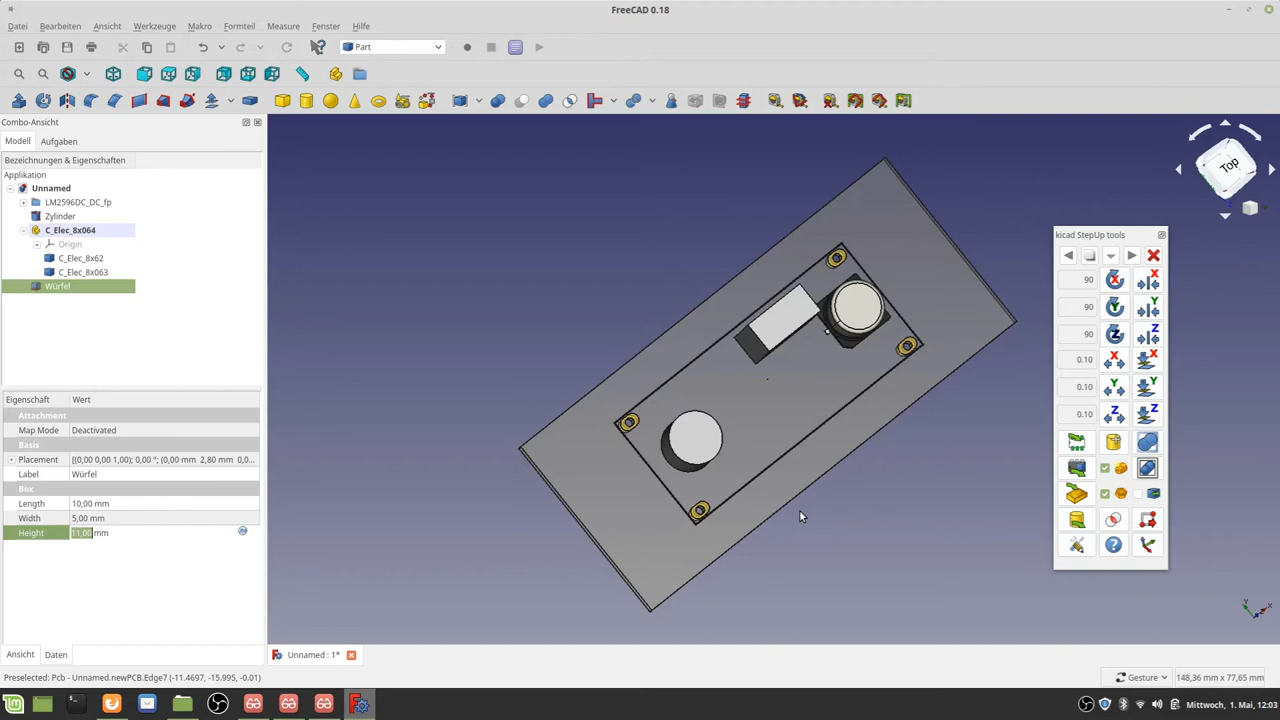 FreeCAD 0.18
Datei Bearbeiten Ansicht Werkzeuge Makro Formteil Measure Fenster Hilfe
Part
Combo-Ansicht
Modell Aufgaben
Bezeichnungen & Eigenschaften
Applikation
Unnamed
LM2596DC_DC_fp
Zylinder
C_Elec_8x064
Origin
C_Elec_8x62
C_Elec_8x063
Würfel
Eigenschaft Wert
Attachment
Map Mode Deactivated
Basis
Placement [(0,00 0,00 1,00); 0,00 °; (0,00 mm 2,80 mm 0,0...
Label Würfel
Box
Length 10,00 mm
Width 5,00 mm
Height 11,00 mm
Ansicht Daten
Top
kicad StepUp tools
90 X X
90 Y Y
90 Z Z
0.10 X X
0.10 Y Y
0.10 Z Z
Y X
Unnamed : 1*
Preselected: Pcb - Unnamed.newPCB.Edge7 (-11.4697, -15.995, -0.01)
Gesture 148,36 mm x 77,65 mm
Mittwoch, 1. Mai, 12:03